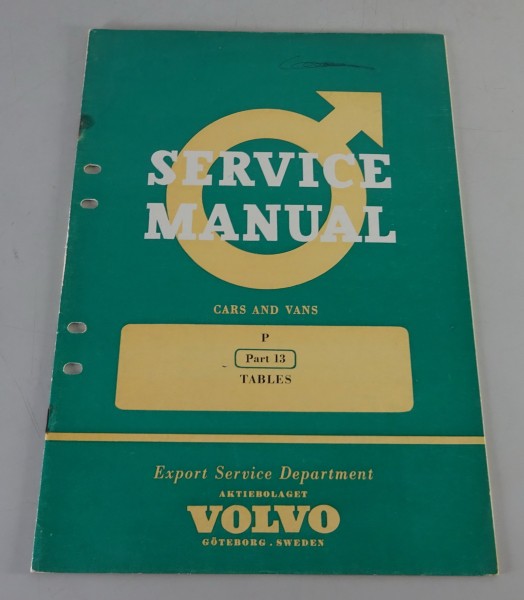 SERVICE
MANUAL
CARS AND VANS
P
Part 13
TABLES
Export Service Department
AKTIEBOLAGET
VOLVO
GÖTEBORG . SWEDEN